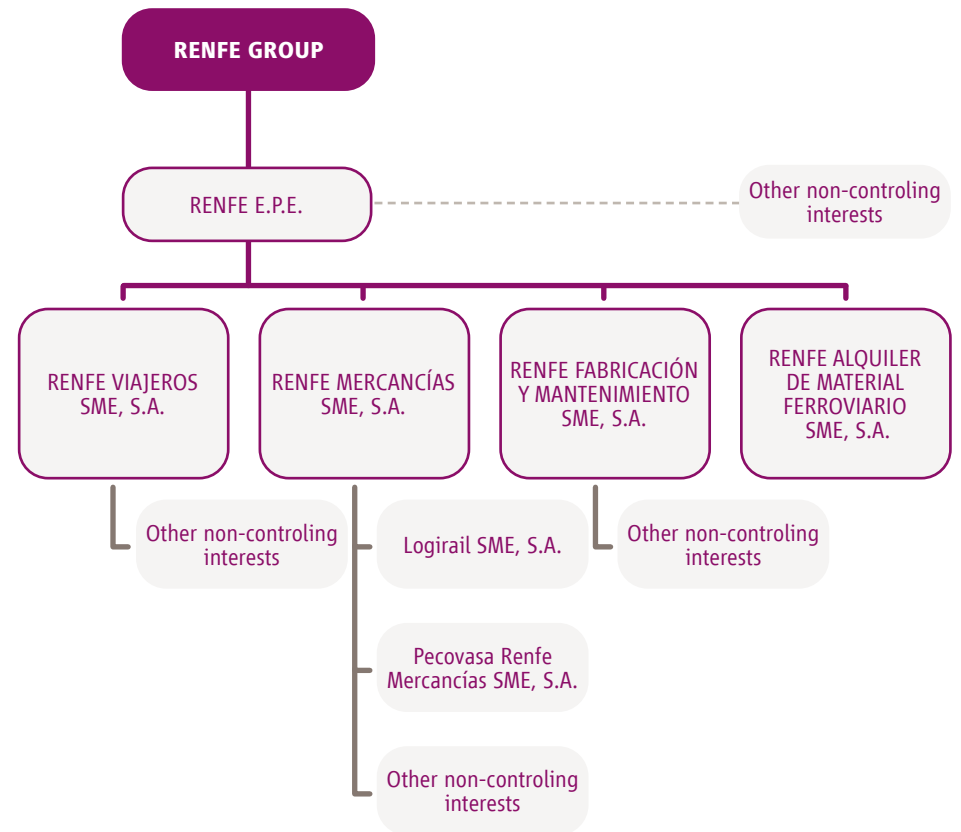 RENFE GROUP
RENFE E.P.E.
Other non-controling
interests
RENFE VIAJEROS
SME, S.A.
RENFE MERCANCÍAS
SME, S.A.
RENFE FABRICACIÓN
Y MANTENIMIENTO
SME, S.A.
RENFE ALQUILER
DE MATERIAL
FERROVIARIO
SME, S.A.
Other non-controling
interests
Logirail SME, S.A.
Other non-controling
interests
Pecovasa Renfe
Mercancías SME, S.A.
Other non-controling
interests